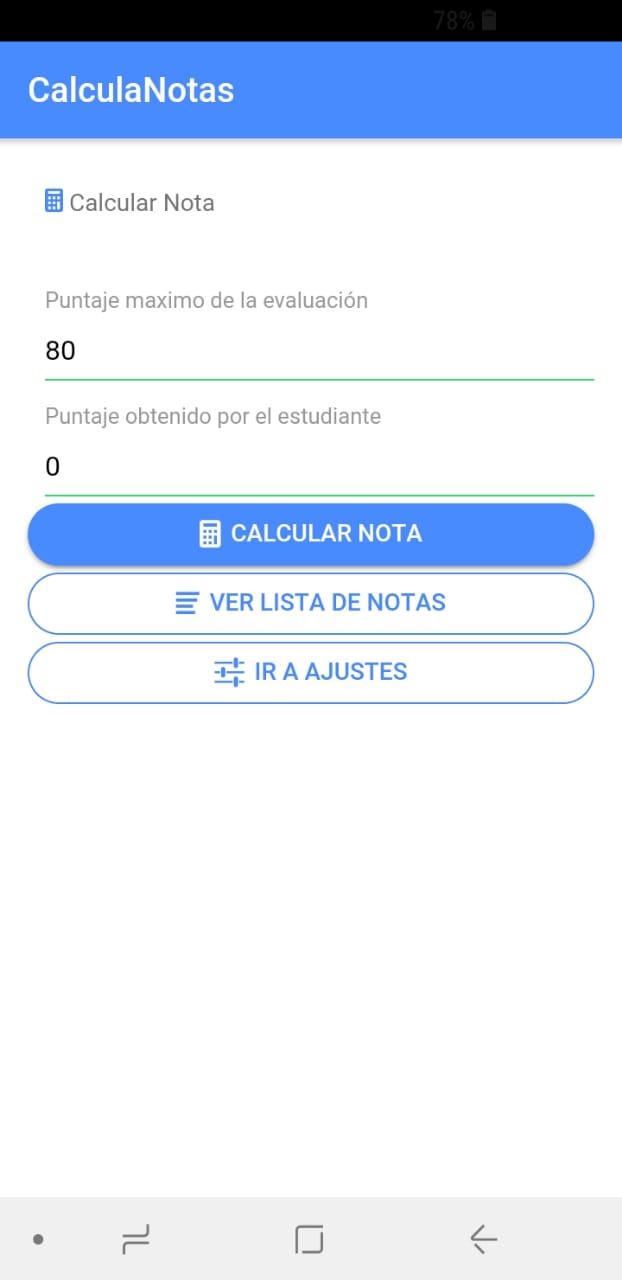 78%
CalculaNotas
Calcular Nota
Puntaje maximo de la evaluación
80
Puntaje obtenido por el estudiante
0
CALCULAR NOTA
VER LISTA DE NOTAS
IR A AJUSTES